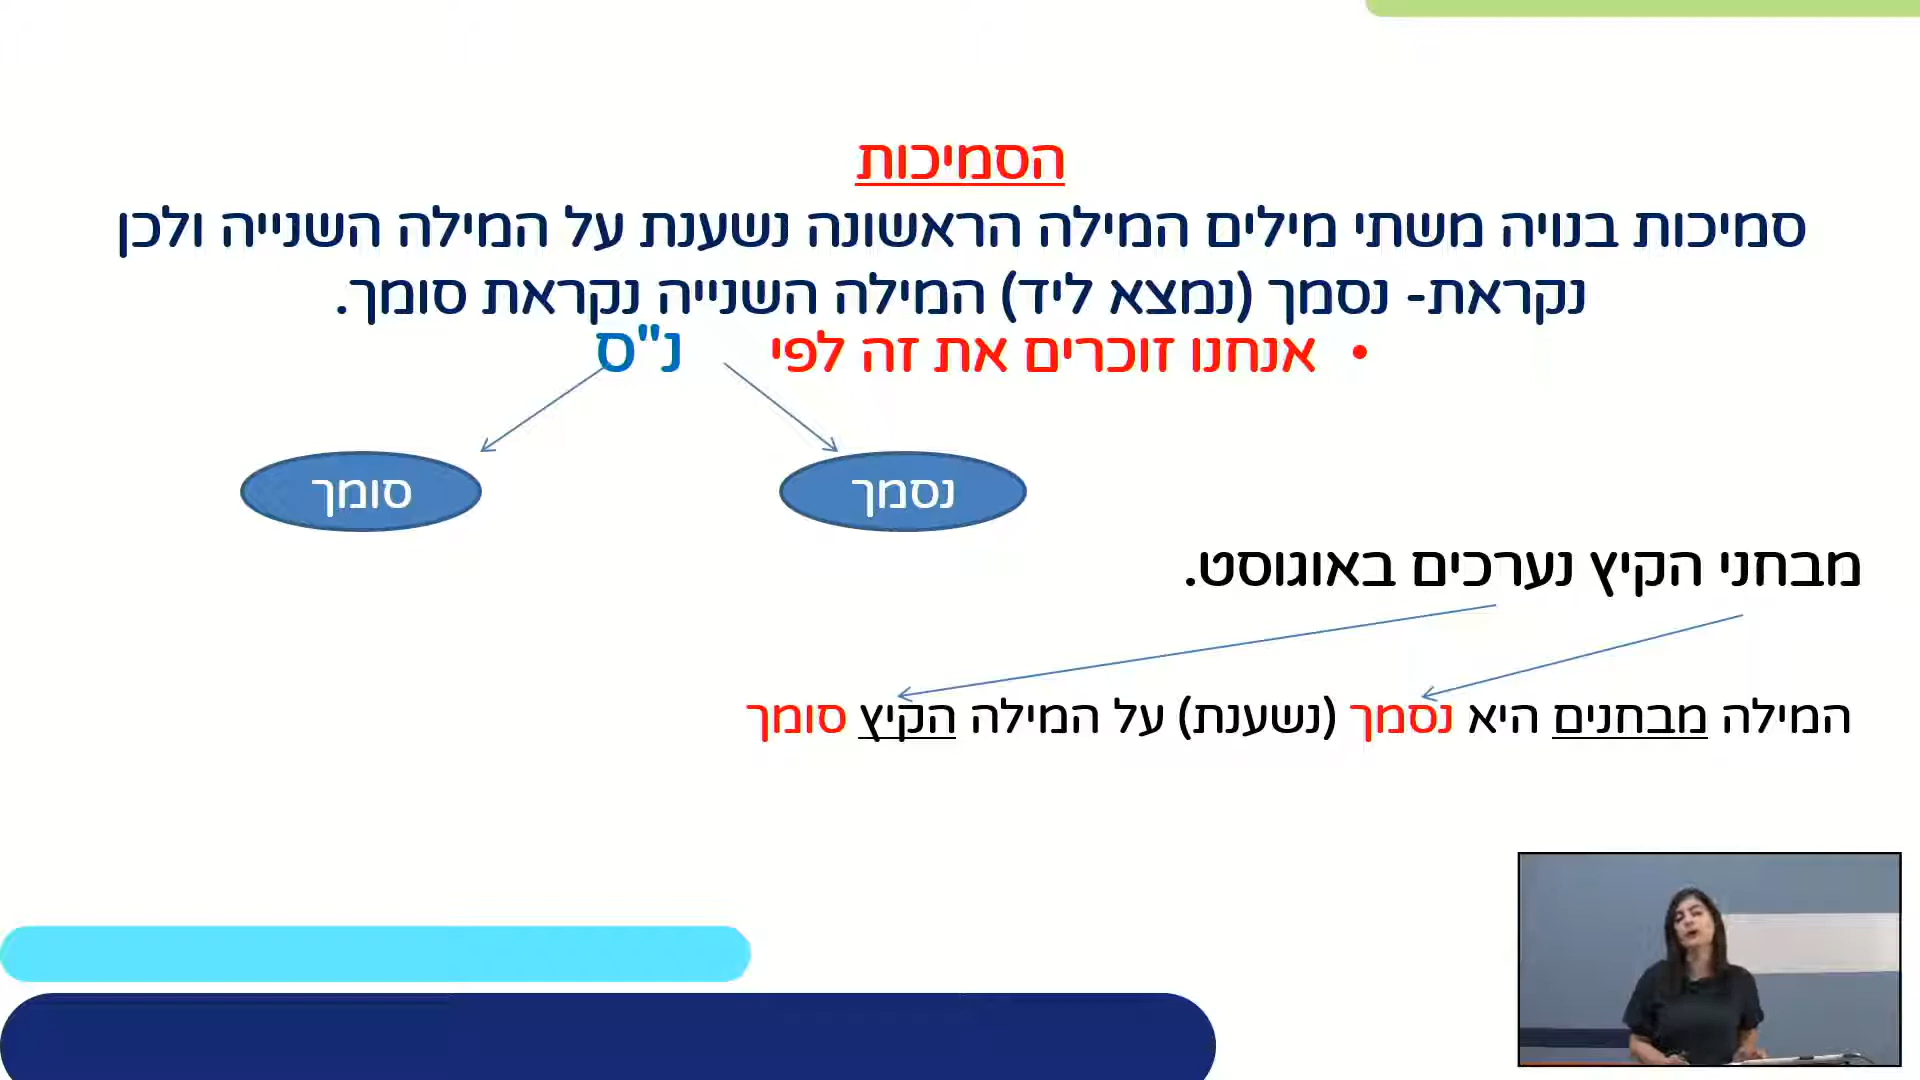 הסמיכות
סמיכות בנויה משתי מילים המילה הראשונה נשענת על המילה השנייה ולכן
נקראת- נסמך (נמצא ליד) המילה השנייה נקראת סומך.
• אנחנו זוכרים את זה לפי נ"ס
נסמך סומך
מבחני הקיץ נערכים באוגוסט.
המילה מבחנים היא נסמך (נשענת) על המילה הקיץ סומך